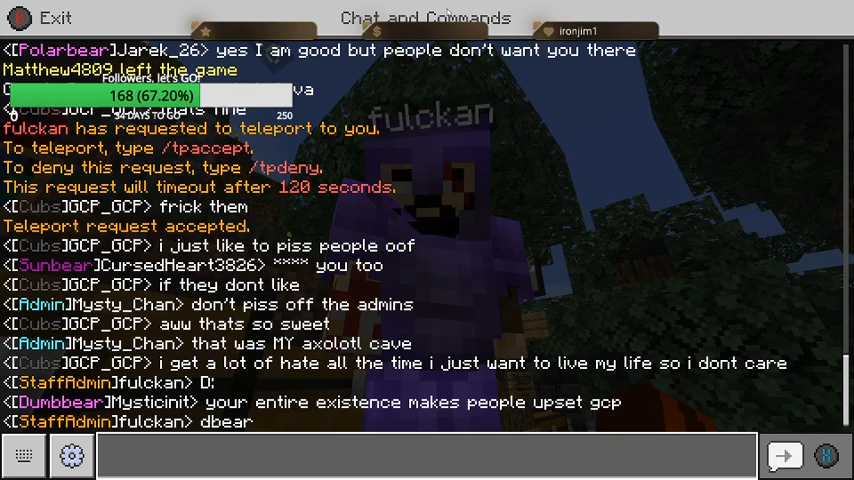 Exit
Chat and Commands
ironjim1
<[Polarbear]Jarek_26> yes I am good but people don't want you there
Matthew4809 left the game
Followers, let's GO!
va
168 (67.20%)
0
34 DAYS TO GO
250
fulckan
fulckan has requested to teleport to you.
To teleport, type /tpaccept.
To deny this request, type /tpdeny.
This request will timeout after 120 seconds.
<[Cubs]GCP_GCP> frick them
Teleport request accepted.
<[Cubs]GCP_GCP> i just like to piss people oof
<[Sunbear]CursedHeart3826> **** you too
<[Cubs]GCP_GCP> if they dont like
<[Admin]Mysty_Chan> don't piss off the admins
<[Cubs]GCP_GCP> aww thats so sweet
<[Admin]Mysty_Chan> that was MY axolotl cave
<[Cubs]GCP_GCP> i get a lot of hate all the time i just want to live my life so i dont care
<[StaffAdmin]fulckan> D:
<[Dumbbear]Mysticinit> your entire existence makes people upset gcp
<[StaffAdmin]fulckan> dbear